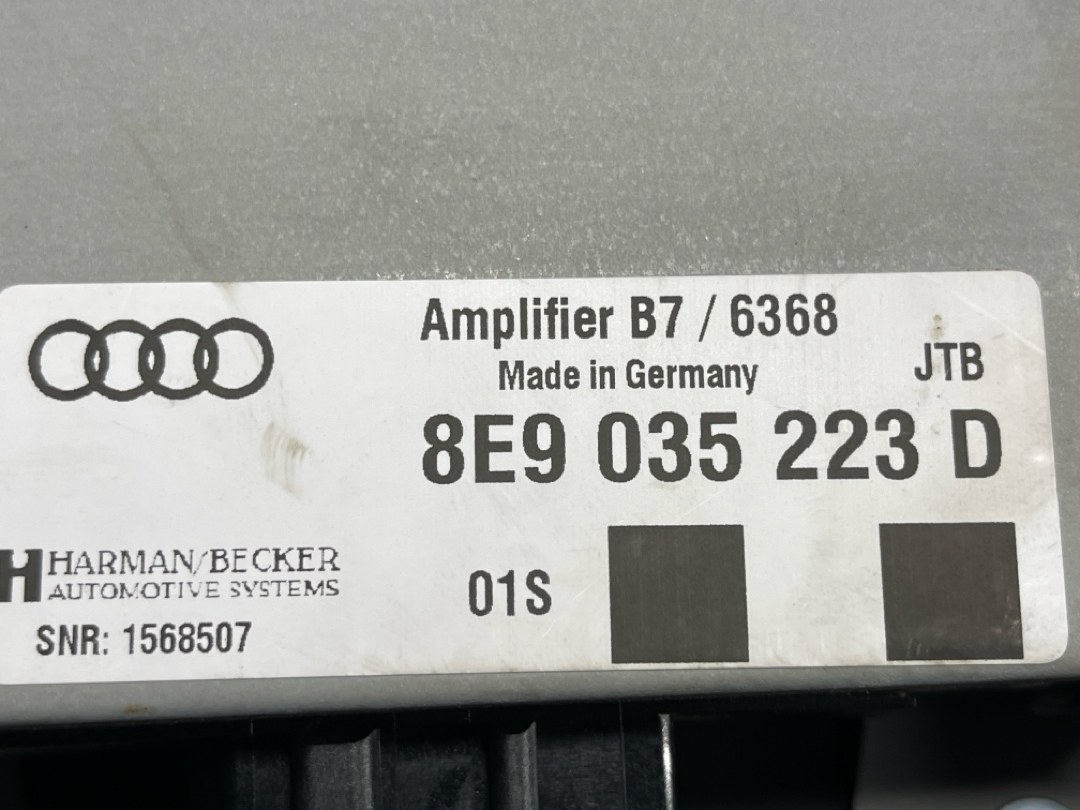 Amplifier B7 / 6368
JTB
Made in Germany
8E9 035 223 D
H HARMAN/BECKER
AUTOMOTIVE SYSTEMS
01S
SNR: 1568507